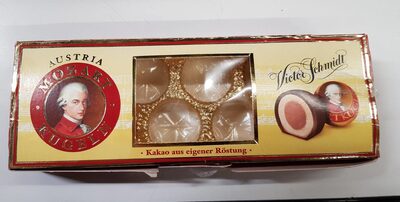 AUSTRIA
MOZART
KUGELN
Victor Schmidt
· Kakao aus eigener Röstung ·